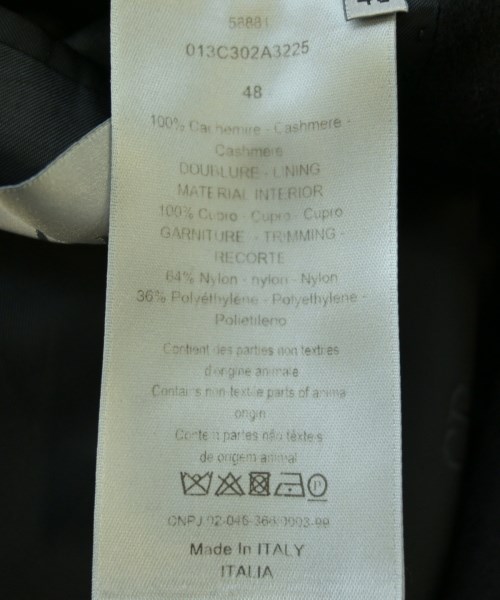 58881
013C302A3225
48
100% Cachemire - Cashmere -
Cashmere
DOUBLURE - LINING
MATERIAL INTERIOR
100% Cupro - Cupro - Cupro
GARNITURE - TRIMMING -
RECORTE
64% Nylon - nylon - Nylon
36% Polyéthylène - Polyethylene -
Polietileno
Contient des parties non textiles
d'origine animale
Contains non-textile parts of animal
origin
Contem partes não têxteis
de origem animal
CNPJ
Made In ITALY
ITALIA